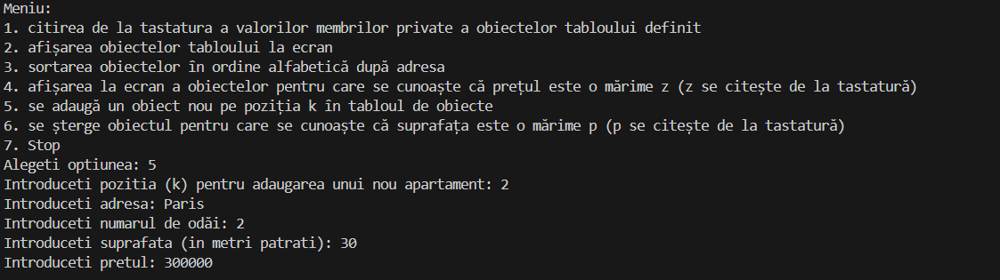 Meniu:
1. citirea de la tastatura a valorilor membrilor private a obiectelor tabloului definit
2. afișarea obiectelor tabloului la ecran
3. sortarea obiectelor în ordine alfabetică după adresa
4. afișarea la ecran a obiectelor pentru care se cunoaște că prețul este o mărime z (z se citește de la tastatură)
5. se adaugă un obiect nou pe poziția k în tabloul de obiecte
6. se șterge obiectul pentru care se cunoaște că suprafața este o mărime p (p se citește de la tastatură)
7. Stop
Alegeti optiunea: 5
Introduceti pozitia (k) pentru adaugarea unui nou apartament: 2
Introduceti adresa: Paris
Introduceti numarul de odăi: 2
Introduceti suprafata (in metri patrati): 30
Introduceti pretul: 300000